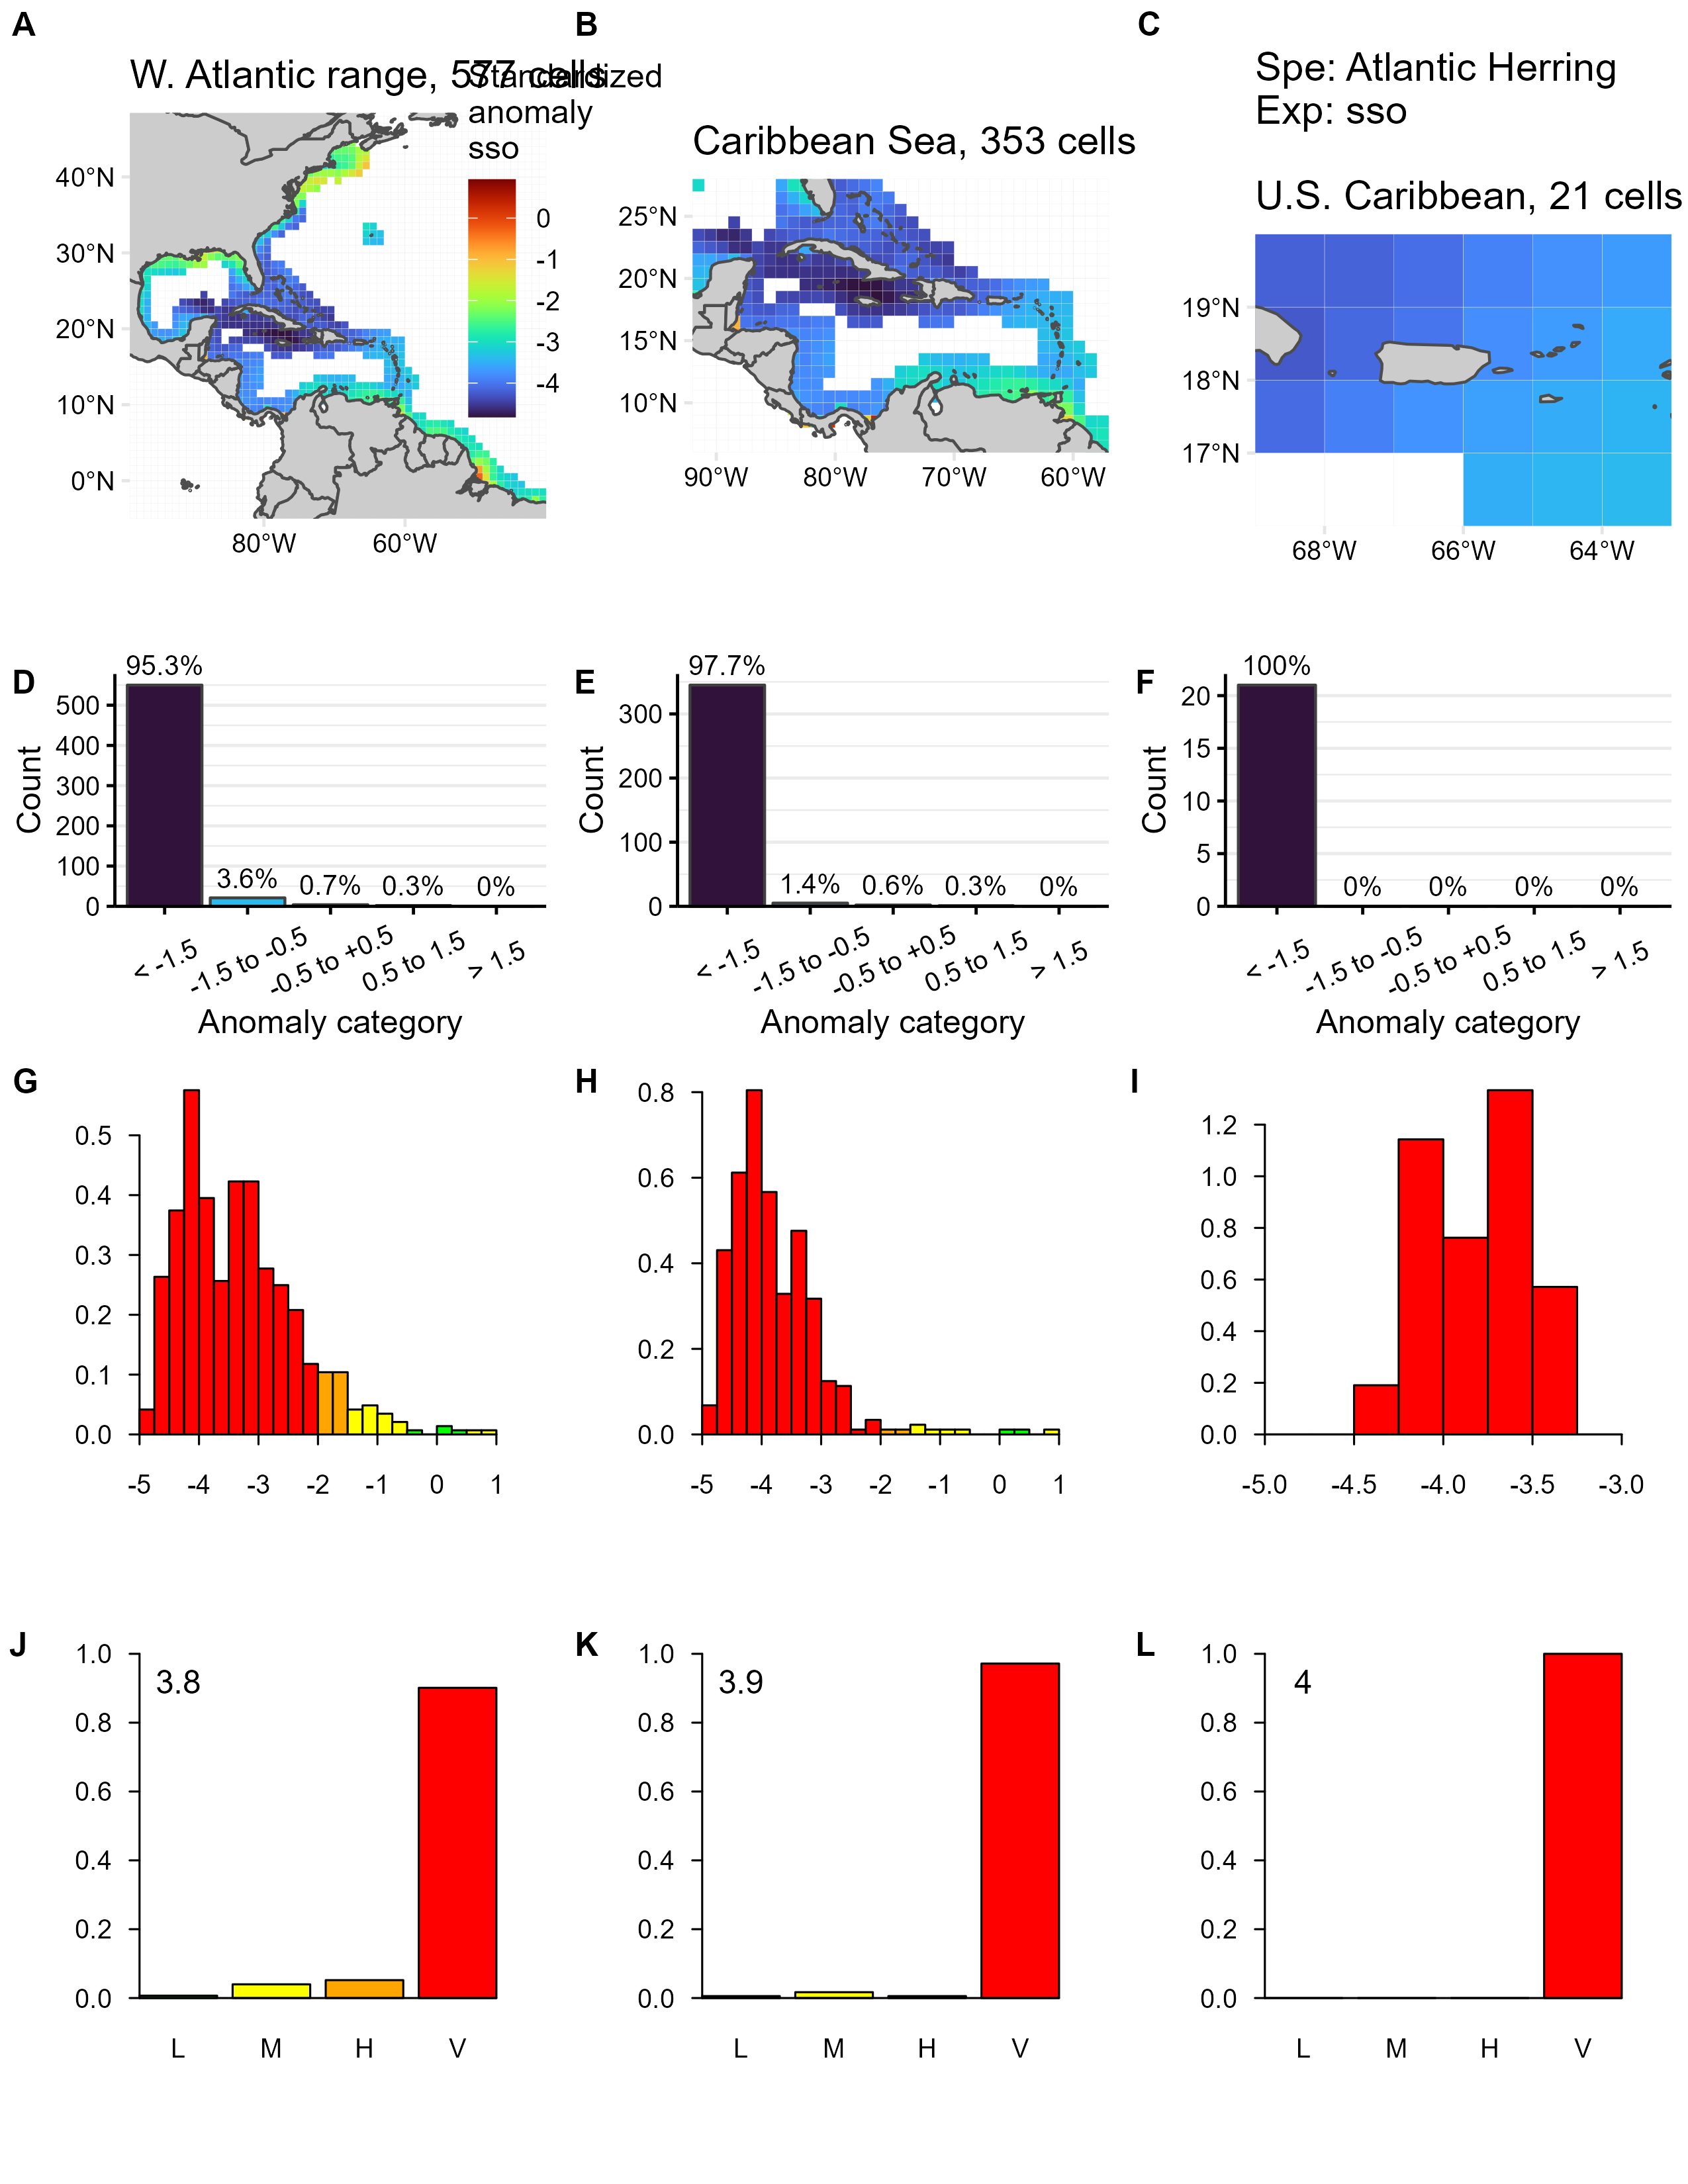 A
B
C
W. Atlantic range, 577 cells
Standardized
anomaly
sso
0
-1
-2
-3
-4
40°N
30°N
20°N
10°N
0°N
80°W
60°W
Caribbean Sea, 353 cells
25°N
20°N
15°N
10°N
90°W
80°W
70°W
60°W
Spe: Atlantic Herring
Exp: sso
U.S. Caribbean, 21 cells
19°N
18°N
17°N
68°W
66°W
64°W
D
Count
500
400
300
200
100
0
95.3%
3.6%
0.7%
0.3%
0%
< -1.5
-1.5 to -0.5
-0.5 to +0.5
0.5 to 1.5
> 1.5
Anomaly category
E
Count
300
200
100
0
97.7%
1.4%
0.6%
0.3%
0%
< -1.5
-1.5 to -0.5
-0.5 to +0.5
0.5 to 1.5
> 1.5
Anomaly category
F
Count
20
15
10
5
0
100%
0%
0%
0%
0%
< -1.5
-1.5 to -0.5
-0.5 to +0.5
0.5 to 1.5
> 1.5
Anomaly category
G
0.5
0.4
0.3
0.2
0.1
0.0
-5
-4
-3
-2
-1
0
1
H
0.8
0.6
0.4
0.2
0.0
-5
-4
-3
-2
-1
0
1
I
1.2
1.0
0.8
0.6
0.4
0.2
0.0
-5.0
-4.5
-4.0
-3.5
-3.0
J
3.8
1.0
0.8
0.6
0.4
0.2
0.0
L
M
H
V
K
3.9
1.0
0.8
0.6
0.4
0.2
0.0
L
M
H
V
L
4
1.0
0.8
0.6
0.4
0.2
0.0
L
M
H
V